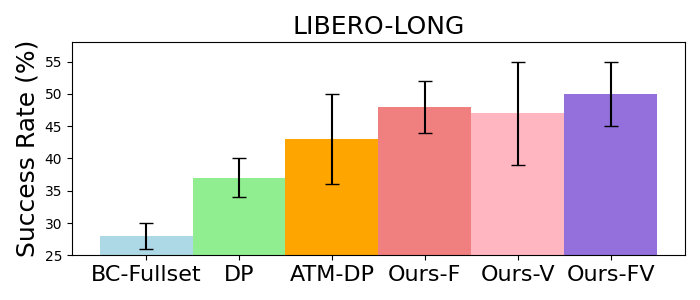 LIBERO-LONG
Success Rate (%)
55
50
45
40
35
30
25
BC-Fullset DP ATM-DP Ours-F Ours-V Ours-FV